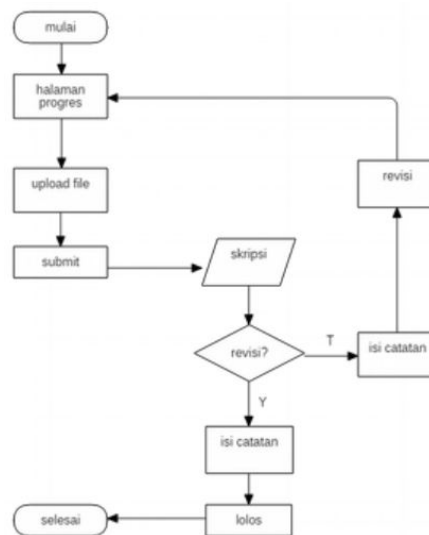 mulai
halaman
progres
upload file
submit
skripsi
revisi?
T
isi catatan
revisi
Y
isi catatan
lolos
selesai